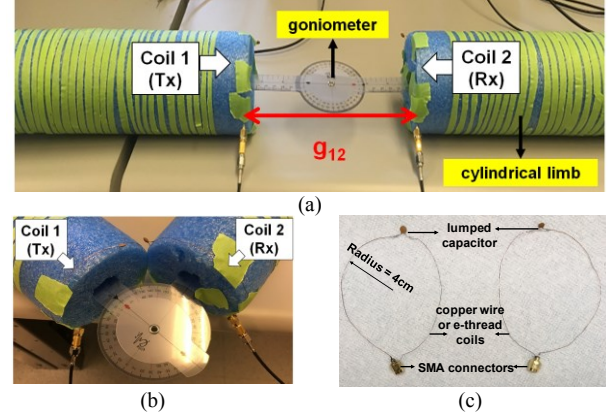 goniometer
Coil 1
(Tx)
Coil 2
(Rx)
g12
cylindrical limb
(a)
Coil 1
(Tx)
Coil 2
(Rx)
(b)
lumped
capacitor
Radius = 4cm
copper wire
or e-thread
coils
SMA connectors
(c)